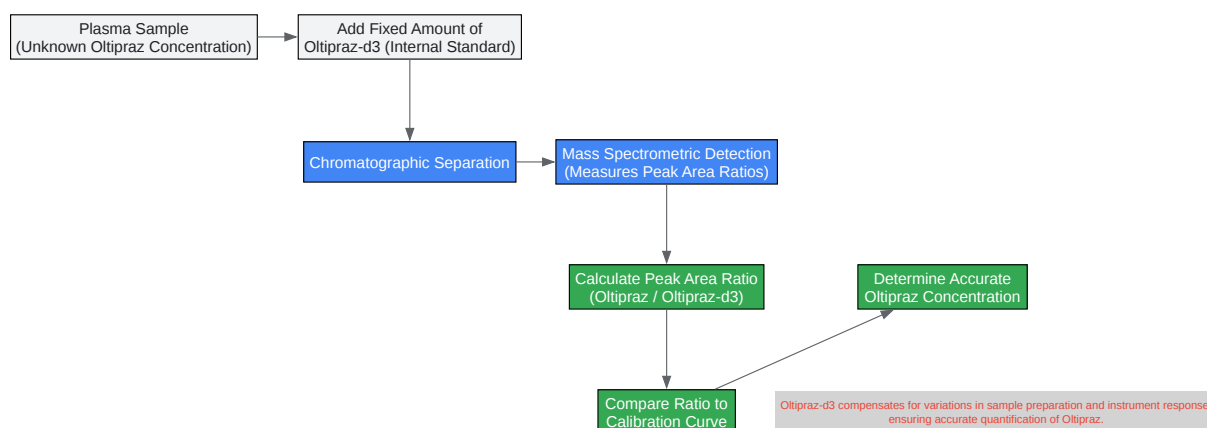 Plasma Sample
(Unknown Oltipraz Concentration)
Add Fixed Amount of
Oltipraz-d3 (Internal Standard)
Chromatographic Separation
Mass Spectrometric Detection
(Measures Peak Area Ratios)
Calculate Peak Area Ratio
(Oltipraz / Oltipraz-d3)
Determine Accurate
Oltipraz Concentration
Compare Ratio to
Calibration Curve
Oltipraz-d3 compensates for variations in sample preparation and instrument response
ensuring accurate quantification of Oltipraz.